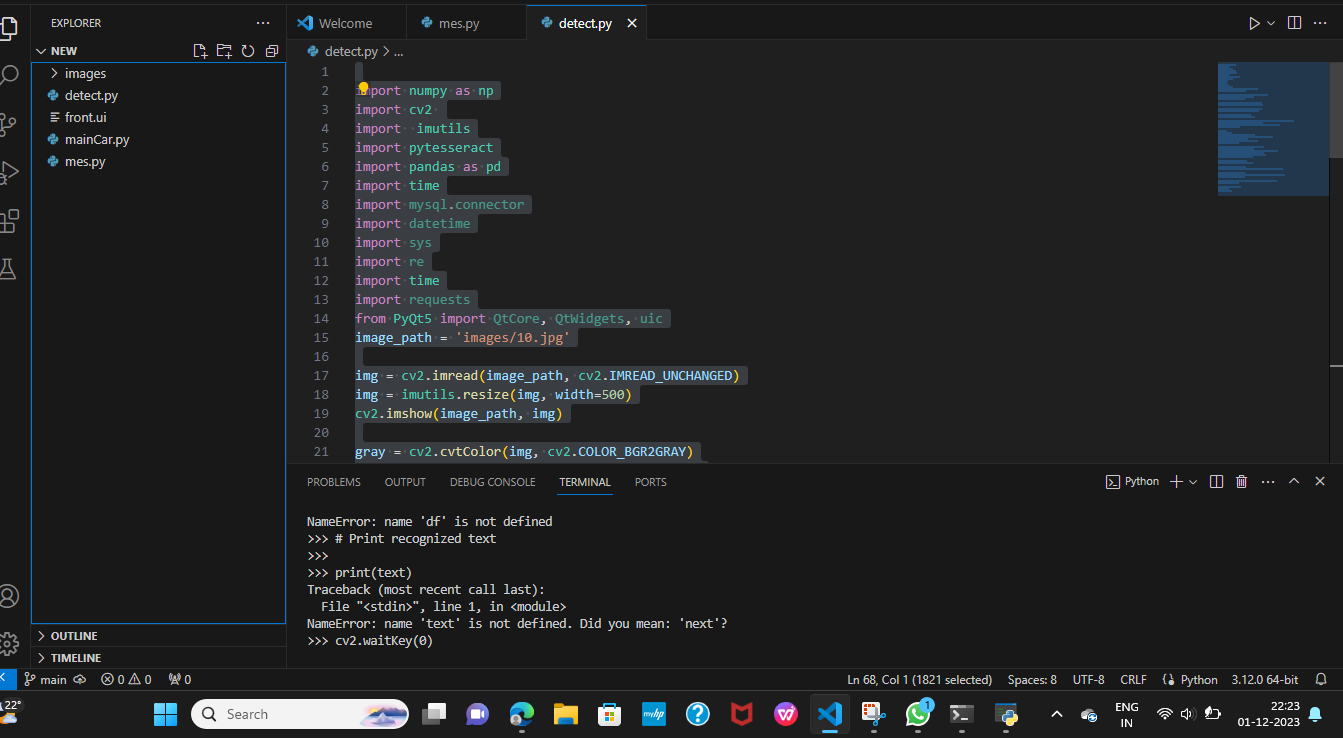 EXPLORER
Welcome
mes.py
detect.py
NEW
detect.py > ...
images
detect.py
front.ui
mainCar.py
mes.py
1
2 import numpy as np
3 import cv2
4 import  imutils
5 import pytesseract
6 import pandas as pd
7 import time
8 import mysql.connector
9 import datetime
10 import sys
11 import re
12 import time
13 import requests
14 from PyQt5 import QtCore, QtWidgets, uic
15 image_path = 'images/10.jpg'
16
17 img = cv2.imread(image_path, cv2.IMREAD_UNCHANGED)
18 img = imutils.resize(img, width=500)
19 cv2.imshow(image_path, img)
20
21 gray = cv2.cvtColor(img, cv2.COLOR_BGR2GRAY)
PROBLEMS OUTPUT DEBUG CONSOLE TERMINAL PORTS
Python
NameError: name 'df' is not defined
>>> # Print recognized text
>>>
>>> print(text)
Traceback (most recent call last):
  File "<stdin>", line 1, in <module>
NameError: name 'text' is not defined. Did you mean: 'next'?
>>> cv2.waitKey(0)
OUTLINE
TIMELINE
main 0 0 0
Ln 68, Col 1 (1821 selected) Spaces: 8 UTF-8 CRLF Python 3.12.0 64-bit
22°
Search
myhp
1
ENG
IN
22:23
01-12-2023